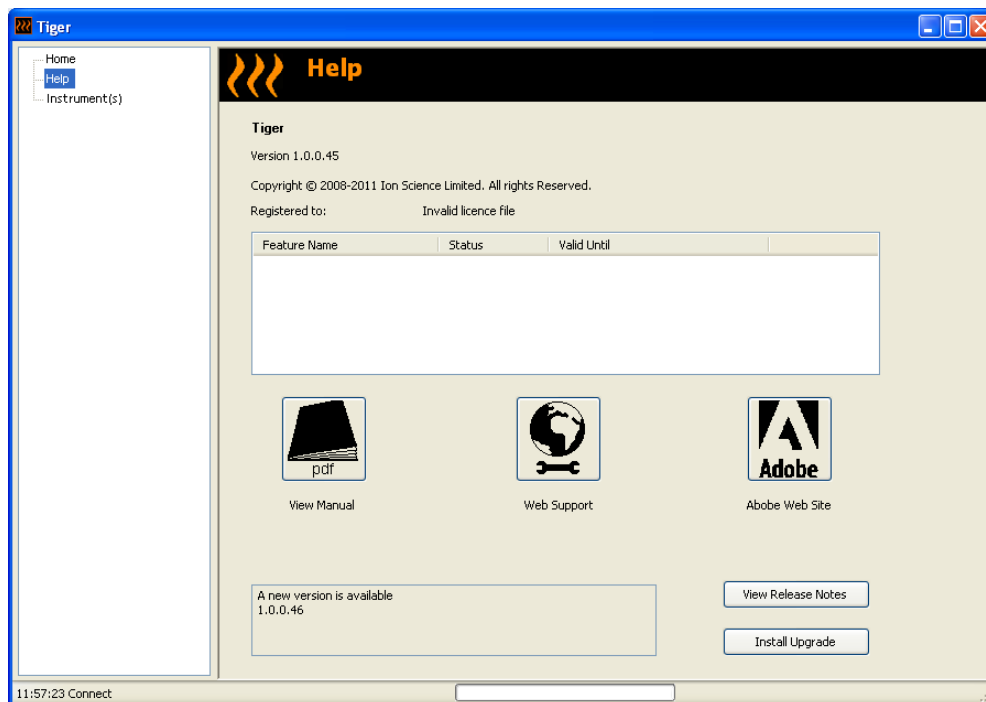 Tiger
Home
Help
Instrument(s)
Help
Tiger
Version 1.0.0.45
Copyright © 2008-2011 Ion Science Limited. All rights Reserved.
Registered to: Invalid licence file
Feature Name Status Valid Until
pdf
Adobe
View Manual Web Support Abobe Web Site
A new version is available
1.0.0.46
View Release Notes
Install Upgrade
11:57:23 Connect